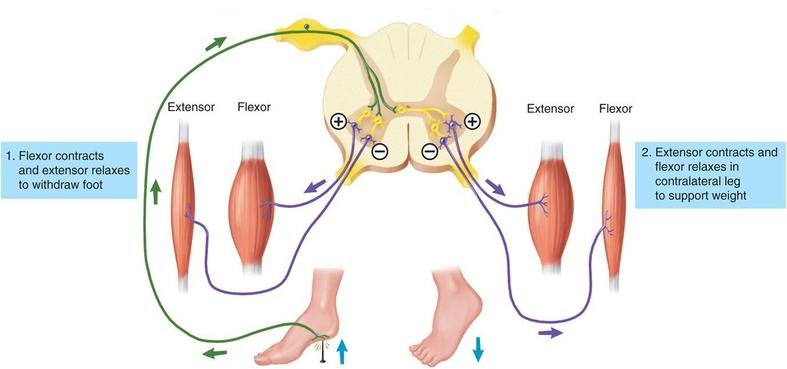 Extensor Flexor
Extensor Flexor
+
−
−
+
1. Flexor contracts
and extensor relaxes
to withdraw foot
2. Extensor contracts and
flexor relaxes in
contralateral leg
to support weight